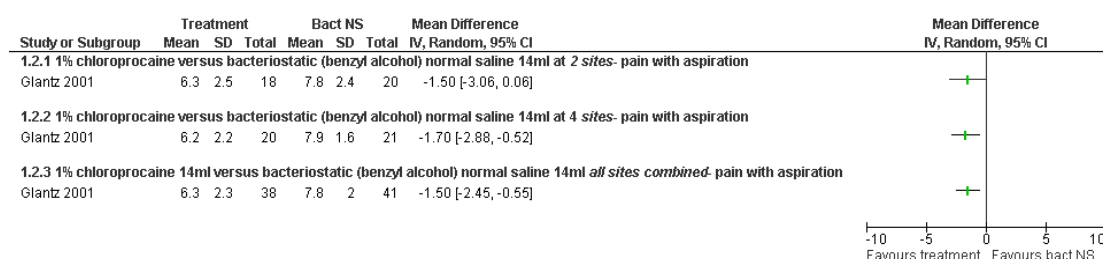 Treatment Bact NS Mean Difference Mean Difference
Study or Subgroup Mean SD Total Mean SD Total IV, Random, 95% CI IV, Random, 95% CI
1.2.1 1% chloroprocaine versus bacteriostatic (benzyl alcohol) normal saline 14ml at 2 sites- pain with aspiration
Glantz 2001 6.3 2.5 18 7.8 2.4 20 -1.50 [-3.06, 0.06]
1.2.2 1% chloroprocaine versus bacteriostatic (benzyl alcohol) normal saline 14ml at 4 sites- pain with aspiration
Glantz 2001 6.2 2.2 20 7.9 1.6 21 -1.70 [-2.88, -0.52]
1.2.3 1% chloroprocaine 14ml versus bacteriostatic (benzyl alcohol) normal saline 14ml all sites combined- pain with aspiration
Glantz 2001 6.3 2.3 38 7.8 2 41 -1.50 [-2.45, -0.55]
-10 -5 0 5 10
Favours treatment Favours bact NS